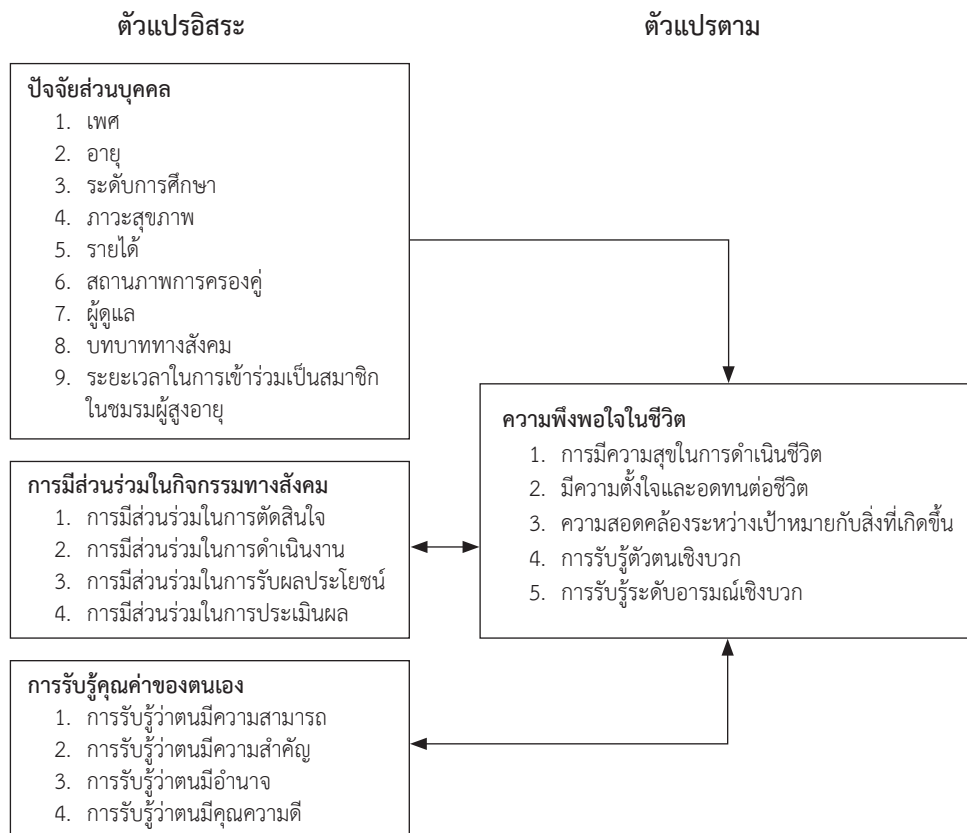 ตัวแปรอิสระ
ตัวแปรตาม
ปัจจัยส่วนบุคคล
1. เพศ
2. อายุ
3. ระดับการศึกษา
4. ภาวะสุขภาพ
5. รายได้
6. สถานภาพการครองคู่
7. ผู้ดูแล
8. บทบาททางสังคม
9. ระยะเวลาในการเข้าร่วมเป็นสมาชิก
ในชมรมผู้สูงอายุ
การมีส่วนร่วมในกิจกรรมทางสังคม
1. การมีส่วนร่วมในการตัดสินใจ
2. การมีส่วนร่วมในการดำเนินงาน
3. การมีส่วนร่วมในการรับผลประโยชน์
4. การมีส่วนร่วมในการประเมินผล
การรับรู้คุณค่าของตนเอง
1. การรับรู้ว่าตนมีความสามารถ
2. การรับรู้ว่าตนมีความสำคัญ
3. การรับรู้ว่าตนมีอำนาจ
4. การรับรู้ว่าตนมีคุณความดี
ความพึงพอใจในชีวิต
1. การมีความสุขในการดำเนินชีวิต
2. มีความตั้งใจและอดทนต่อชีวิต
3. ความสอดคล้องระหว่างเป้าหมายกับสิ่งที่เกิดขึ้น
4. การรับรู้ตัวตนเชิงบวก
5. การรับรู้ระดับอารมณ์เชิงบวก